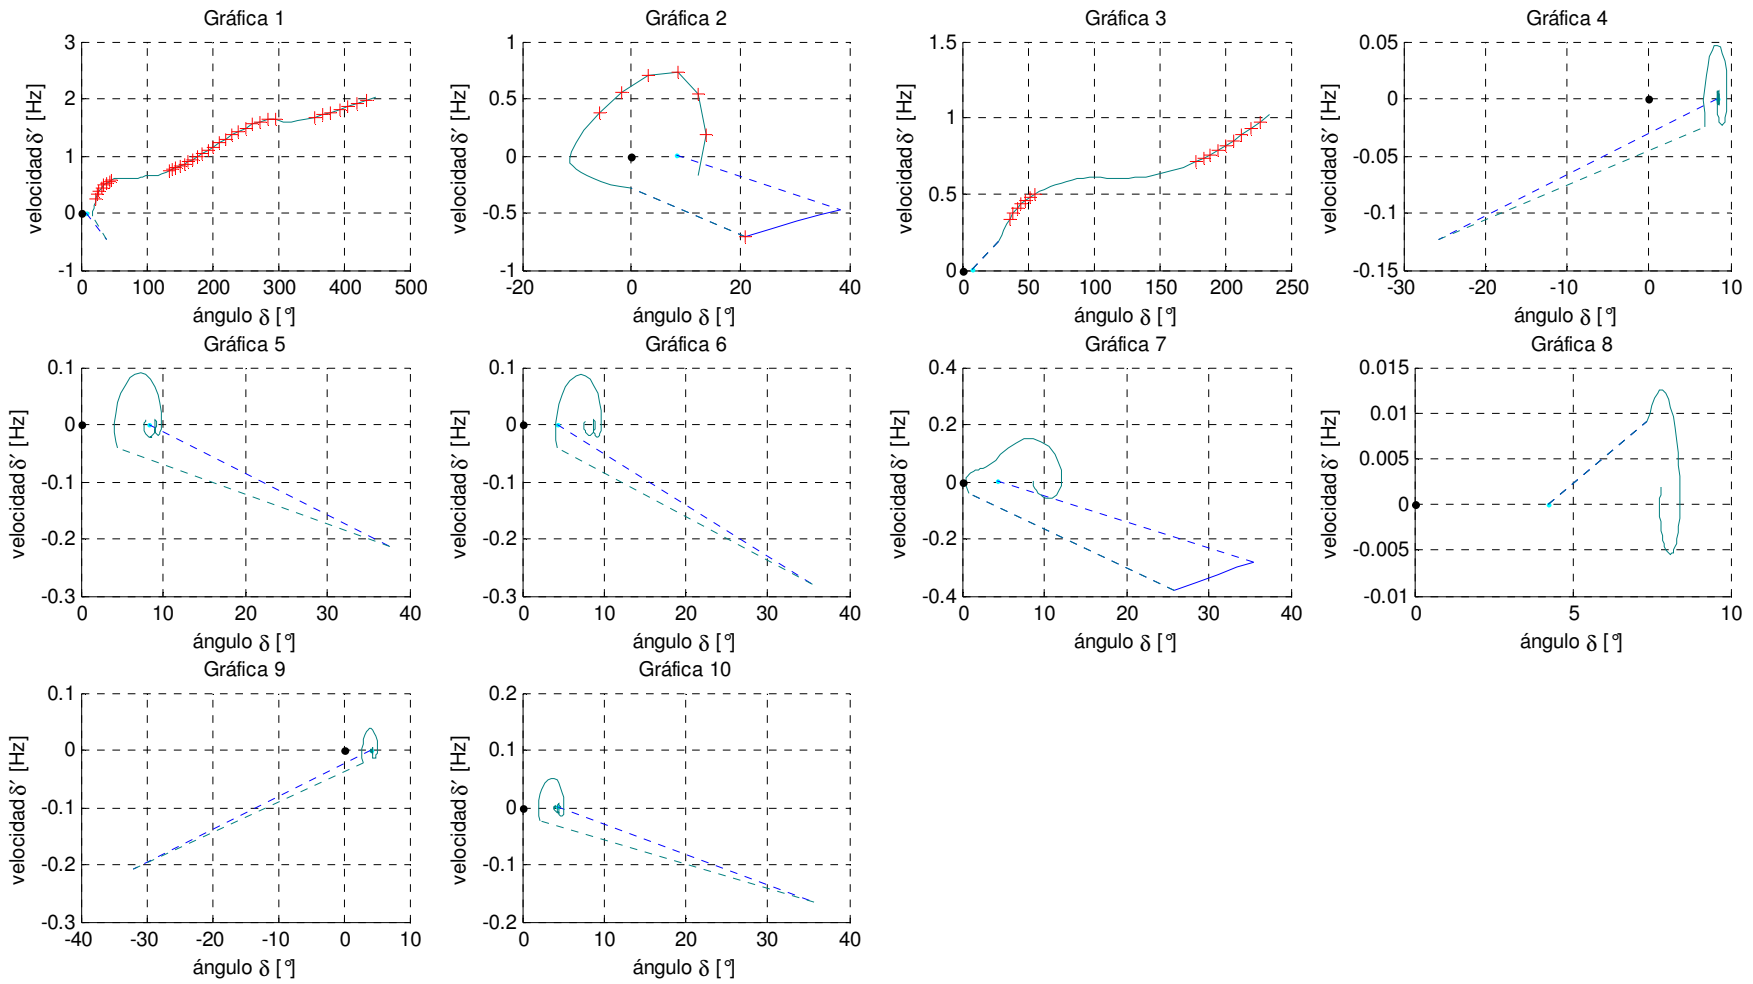 Gráfica 1
3
2
1
0
-1
0 100 200 300 400 500
velocidad δ′ [Hz]
ángulo δ [°]
Gráfica 2
1
0.5
0
-0.5
-1
-20 0 20 40
velocidad δ′ [Hz]
ángulo δ [°]
Gráfica 3
1.5
1
0.5
0
0 50 100 150 200 250
velocidad δ′ [Hz]
ángulo δ [°]
Gráfica 4
0.05
0
-0.05
-0.1
-0.15
-30 -20 -10 0 10
velocidad δ′ [Hz]
ángulo δ [°]
Gráfica 5
0.1
0
-0.1
-0.2
-0.3
0 10 20 30 40
velocidad δ′ [Hz]
ángulo δ [°]
Gráfica 6
0.1
0
-0.1
-0.2
-0.3
0 10 20 30 40
velocidad δ′ [Hz]
ángulo δ [°]
Gráfica 7
0.4
0.2
0
-0.2
-0.4
0 10 20 30 40
velocidad δ′ [Hz]
ángulo δ [°]
Gráfica 8
0.015
0.01
0.005
0
-0.005
-0.01
0 5 10
velocidad δ′ [Hz]
ángulo δ [°]
Gráfica 9
0.1
0
-0.1
-0.2
-0.3
-40 -30 -20 -10 0 10
velocidad δ′ [Hz]
ángulo δ [°]
Gráfica 10
0.2
0.1
0
-0.1
-0.2
0 10 20 30 40
velocidad δ′ [Hz]
ángulo δ [°]